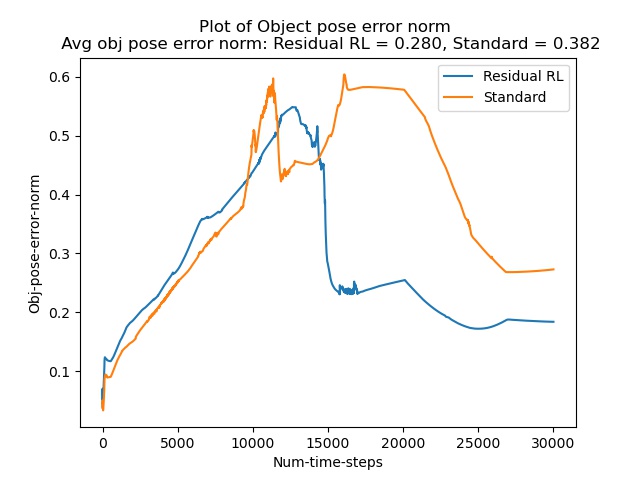 Plot of Object pose error norm
Avg obj pose error norm: Residual RL = 0.280, Standard = 0.382
Residual RL
Standard
0.6
0.5
0.4
0.3
0.2
0.1
Obj-pose-error-norm
0 5000 10000 15000 20000 25000 30000
Num-time-steps